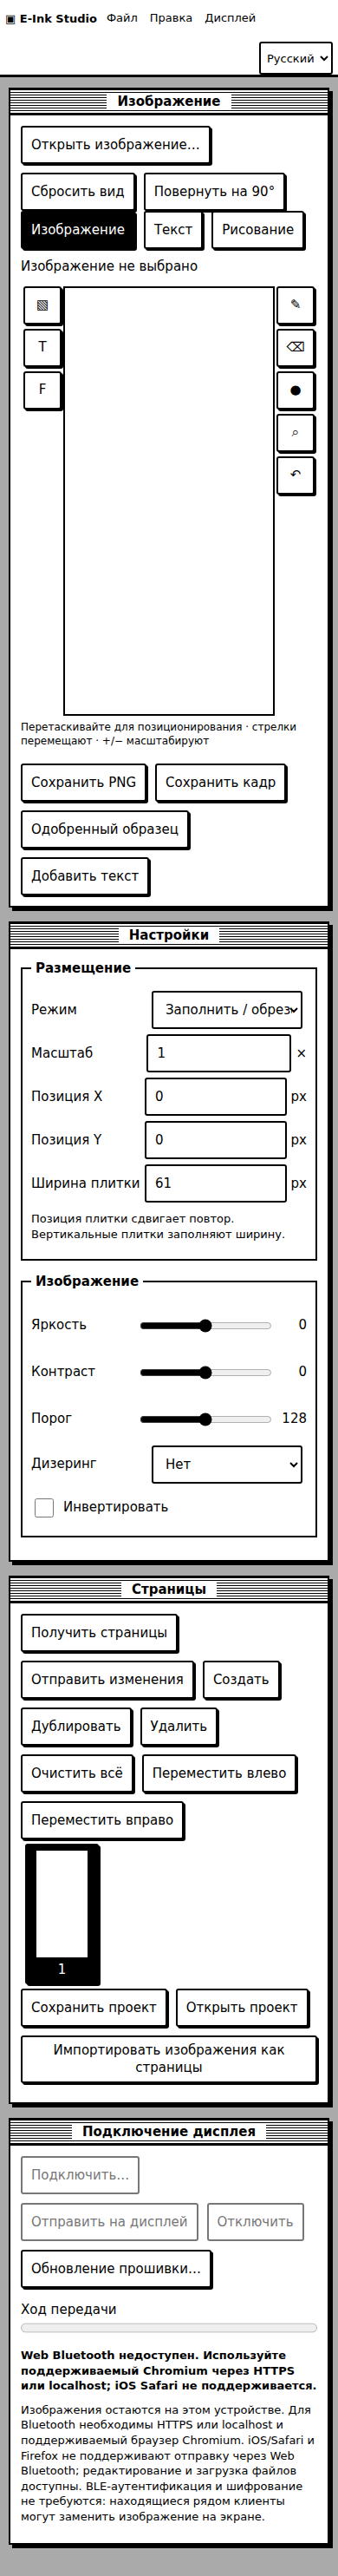 ▣ E-Ink Studio Файл Правка Дисплей
Русский
Изображение
Открыть изображение…
Сбросить вид Повернуть на 90°
Изображение Текст Рисование
Изображение не выбрано
T
F
Перетаскивайте для позиционирования · стрелки
перемещают · +/− масштабируют
Сохранить PNG Сохранить кадр
Одобренный образец
Добавить текст
Настройки
Размещение
Режим Заполнить / обрез
Масштаб 1 ×
Позиция X 0 px
Позиция Y 0 px
Ширина плитки 61 px
Позиция плитки сдвигает повтор.
Вертикальные плитки заполняют ширину.
Изображение
Яркость 0
Контраст 0
Порог 128
Дизеринг Нет
Инвертировать
Страницы
Получить страницы
Отправить изменения Создать
Дублировать Удалить
Очистить всё Переместить влево
Переместить вправо
1
Сохранить проект Открыть проект
Импортировать изображения как
страницы
Подключение дисплея
Подключить…
Отправить на дисплей Отключить
Обновление прошивки…
Ход передачи
Web Bluetooth недоступен. Используйте
поддерживаемый Chromium через HTTPS
или localhost; iOS Safari не поддерживается.
Изображения остаются на этом устройстве. Для
Bluetooth необходимы HTTPS или localhost и
поддерживаемый браузер Chromium. iOS/Safari и
Firefox не поддерживают отправку через Web
Bluetooth; редактирование и загрузка файлов
доступны. BLE-аутентификация и шифрование
не требуются: находящиеся рядом клиенты
могут заменить изображение на экране.